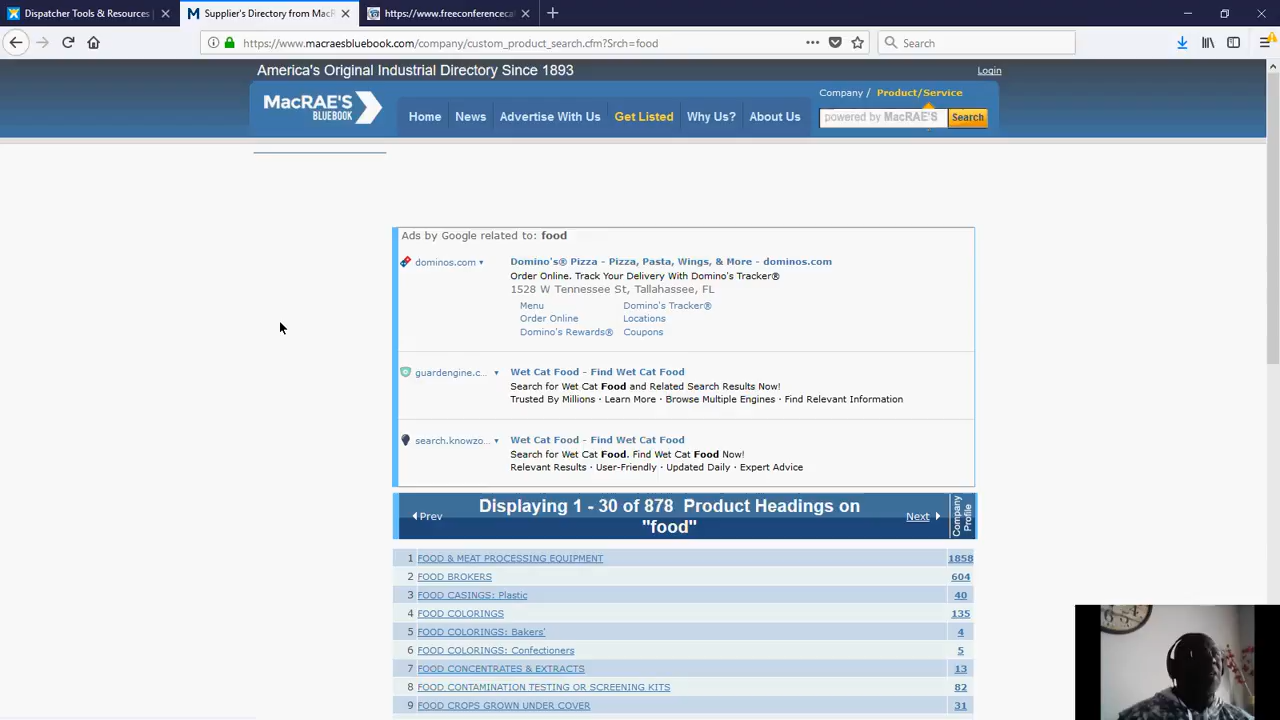 Dispatcher Tools & Resources
Supplier's Directory from MacR
https://www.freeconferenceca
https://www.macraesbluebook.com/company/custom_product_search.cfm?Srch=food
Search
America's Original Industrial Directory Since 1893
Login
MacRAE'S
BLUEBOOK
Home
News
Advertise With Us
Get Listed
Why Us?
About Us
Company / Product/Service
powered by MacRAE'S
Search
Ads by Google related to: food
dominos.com
Domino's® Pizza - Pizza, Pasta, Wings, & More - dominos.com
Order Online. Track Your Delivery With Domino's Tracker®
1528 W Tennessee St, Tallahassee, FL
Menu
Domino's Tracker®
Order Online
Locations
Domino's Rewards®
Coupons
guardengine.c...
Wet Cat Food - Find Wet Cat Food
Search for Wet Cat Food and Related Search Results Now!
Trusted By Millions · Learn More · Browse Multiple Engines · Find Relevant Information
search.knowzo...
Wet Cat Food - Find Wet Cat Food
Search for Wet Cat Food. Find Wet Cat Food Now!
Relevant Results · User-Friendly · Updated Daily · Expert Advice
Prev
Displaying 1 - 30 of 878 Product Headings on
"food"
Next
Company
Profile
1 FOOD & MEAT PROCESSING EQUIPMENT 1858
2 FOOD BROKERS 604
3 FOOD CASINGS: Plastic 40
4 FOOD COLORINGS 135
5 FOOD COLORINGS: Bakers' 4
6 FOOD COLORINGS: Confectioners 5
7 FOOD CONCENTRATES & EXTRACTS 13
8 FOOD CONTAMINATION TESTING OR SCREENING KITS 82
9 FOOD CROPS GROWN UNDER COVER 31